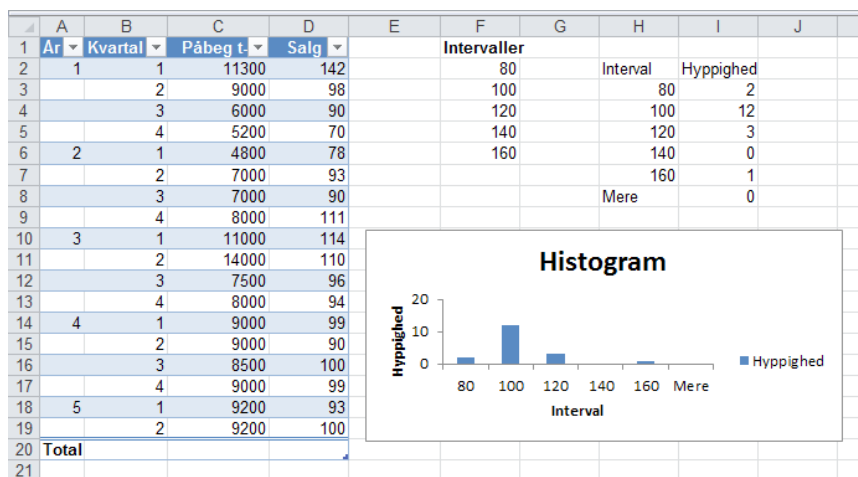 A B C D E F G H I J
1 År Kvartal Påbeg t- Salg Intervaller
2 1 1 11300 142 80 Interval Hyppighed
3 2 9000 98 100 80 2
4 3 6000 90 120 100 12
5 4 5200 70 140 120 3
6 2 1 4800 78 160 140 0
7 2 7000 93 160 1
8 3 7000 90 Mere 0
9 4 8000 111
10 3 1 11000 114
11 2 14000 110
12 3 7500 96
13 4 8000 94
14 4 1 9000 99
15 2 9000 90
16 3 8500 100
17 4 9000 99
18 5 1 9200 93
19 2 9200 100
20 Total
21
Histogram
Hyppighed
20
10
0
80 100 120 140 160 Mere
Interval
Hyppighed